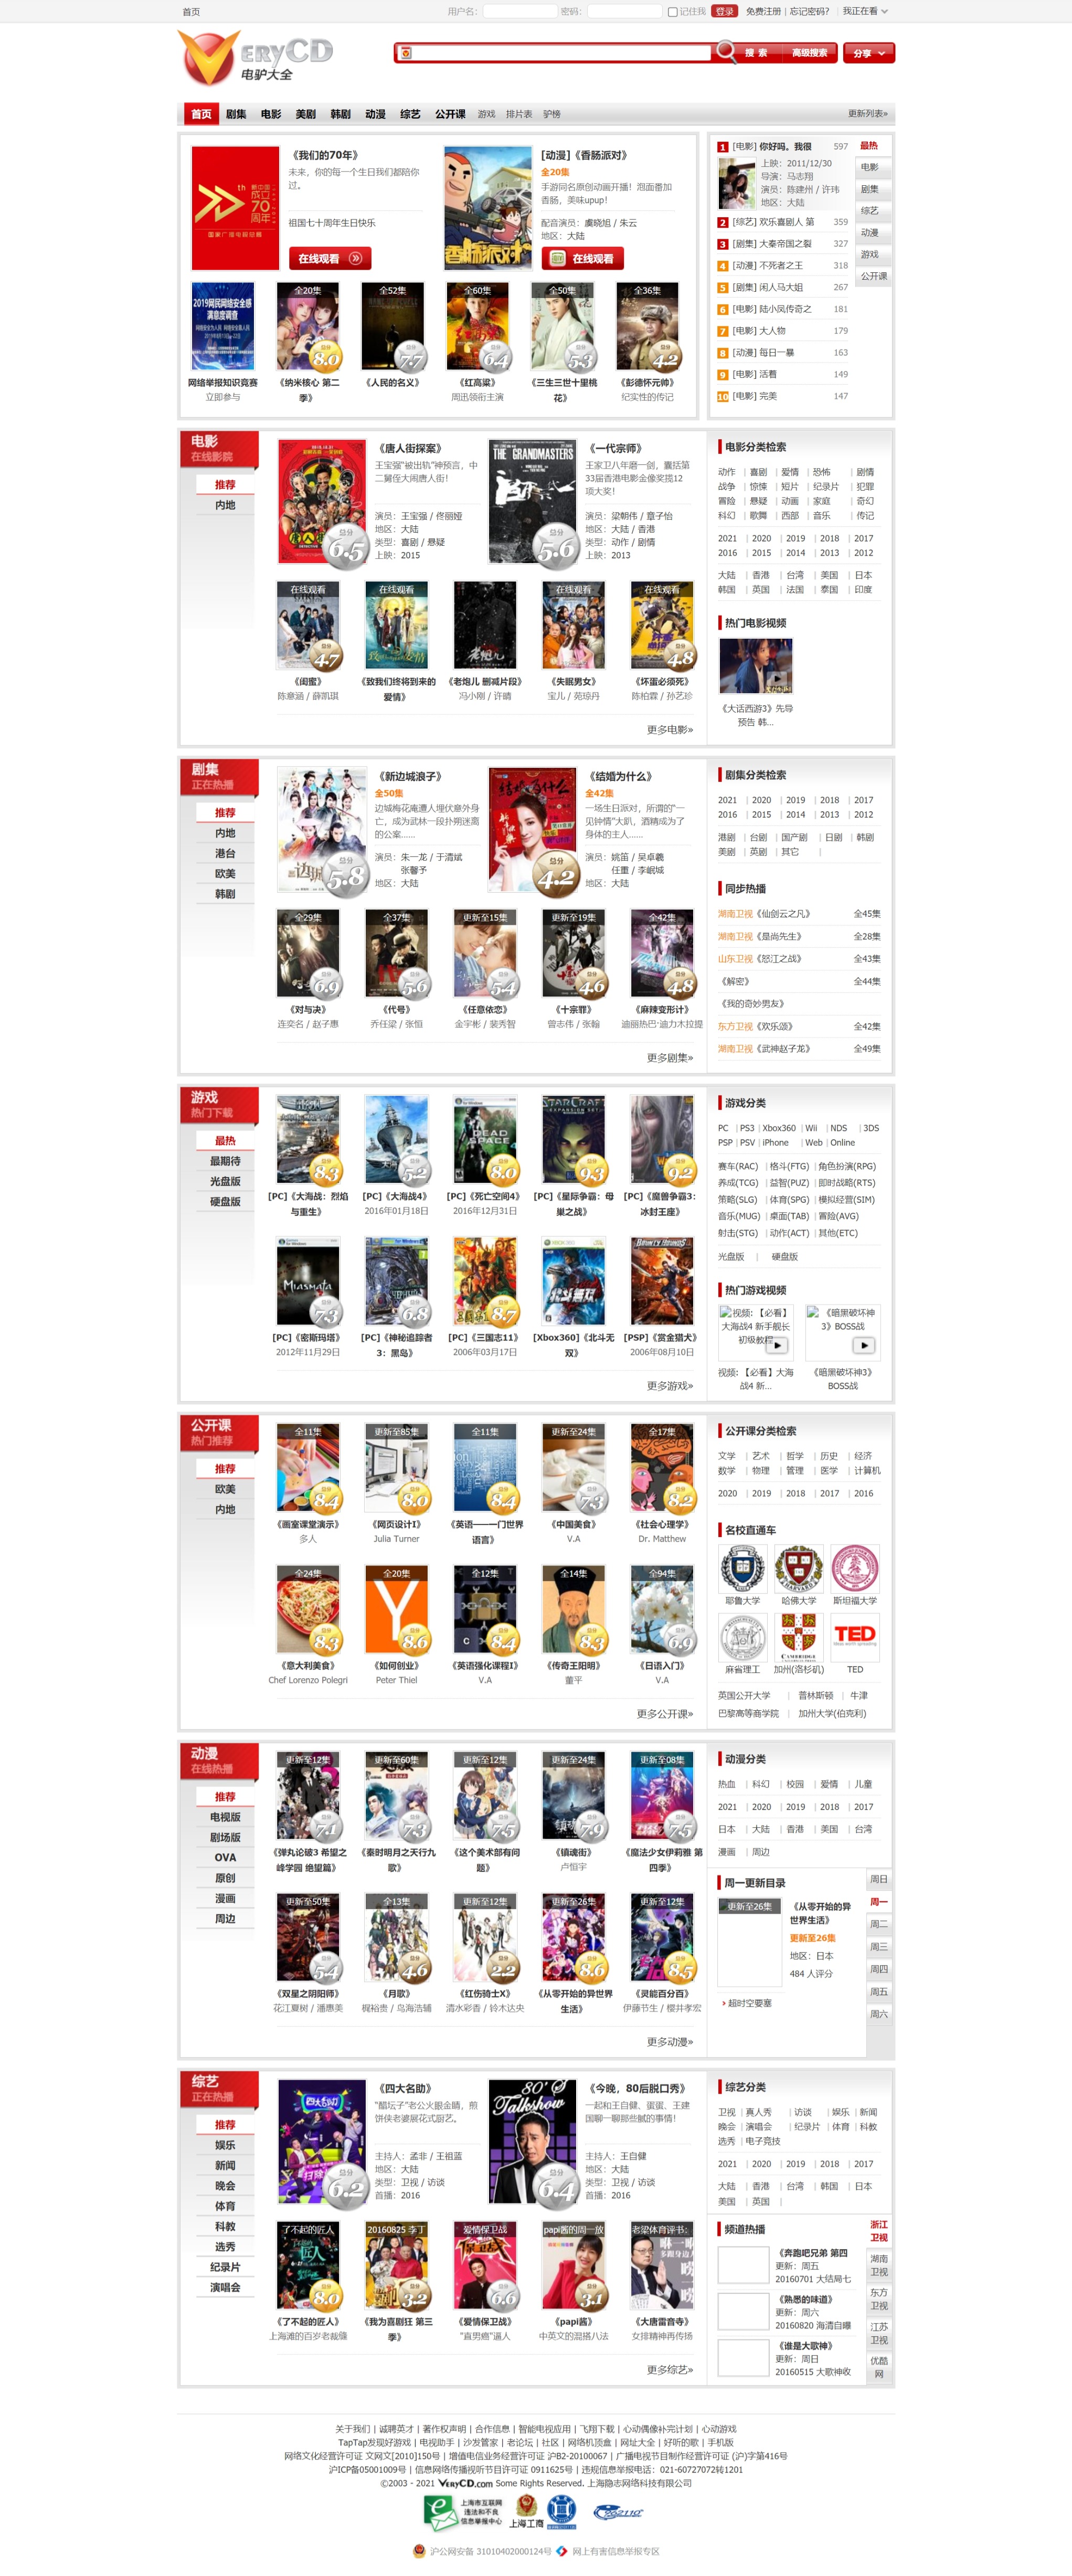 首页
用户名:
密码:
记住我
登录
免费注册 | 忘记密码?
我正在看
VERYCD
电驴大全
搜 索
高级搜索
分享
首页 剧集 电影 美剧 韩剧 动漫 综艺 公开课 游戏 排片表 驴榜
更新列表»
《我们的70年》
未来,你的每一个生日我们都陪你
过。
祖国七十周年生日快乐
在线观看
[动漫]《香肠派对》
全20集
手游同名原创动画开播!泡面番加
香肠,美味upup!
配音演员:虞晓旭 / 朱云
地区:大陆
在线观看
全20集 全52集 全60集 全50集 全36集
8.0 7.7 6.4 5.3 4.2
网络举报知识竞赛
立即参与
《纳米核心 第二
季》
《人民的名义》
《红高粱》
周迅领衔主演
《三生三世十里桃
花》
《彭德怀元帅》
纪实性的传记
1 [电影] 你好吗。我很 597
上映:2011/12/30
导演:马志翔
演员:陈建州 / 许玮
地区:大陆
2 [综艺] 欢乐喜剧人 第 359
3 [剧集] 大秦帝国之裂 327
4 [动漫] 不死者之王 318
5 [剧集] 闲人马大姐 267
6 [电影] 陆小凤传奇之 181
7 [电影] 大人物 179
8 [动漫] 每日一暴 163
9 [电影] 活着 149
10 [电影] 完美 147
最热
电影
剧集
综艺
动漫
游戏
公开课
电影
在线影院
推荐
内地
《唐人街探案》
王宝强“被出轨”神预言,中
二舅侄大闹唐人街!
演员:王宝强 / 佟丽娅
地区:大陆
类型:喜剧 / 悬疑
上映:2015
6.5
THE GRANDMASTERS
《一代宗师》
王家卫八年磨一剑,囊括第
33届香港电影金像奖揽12
项大奖!
演员:梁朝伟 / 章子怡
地区:大陆 / 香港
类型:动作 / 剧情
上映:2013
5.6
在线观看 在线观看 在线观看 在线观看
4.7 4.8
《闺蜜》
陈意涵 / 薛凯琪
《致我们终将到来的
爱情》
《老炮儿 删减片段》
冯小刚 / 许晴
《失眠男女》
宝儿 / 苑琼丹
《坏蛋必须死》
陈柏霖 / 孙艺珍
更多电影»
电影分类检索
动作 | 喜剧 | 爱情 | 恐怖 | 剧情
战争 | 惊悚 | 短片 | 纪录片 | 犯罪
冒险 | 悬疑 | 动画 | 家庭 | 奇幻
科幻 | 歌舞 | 西部 | 音乐 | 传记
2021 | 2020 | 2019 | 2018 | 2017
2016 | 2015 | 2014 | 2013 | 2012
大陆 | 香港 | 台湾 | 美国 | 日本
韩国 | 英国 | 法国 | 泰国 | 印度
热门电影视频
《大话西游3》先导
预告 韩...
剧集
正在热播
推荐
内地
港台
欧美
韩剧
《新边城浪子》
全50集
边城梅花庵遭人埋伏意外身
亡,成为武林一段扑朔迷离
的公案......
演员:朱一龙 / 于清斌
张馨予
地区:大陆
5.8
《结婚为什么》
全42集
一场生日派对,所谓的“一
见钟情”大趴,酒精成为了
身体的主人......
演员:姚笛 / 吴卓羲
任重 / 李岷城
地区:大陆
4.2
全29集 全37集 更新至15集 更新至19集 全42集
6.9 5.6 5.4 4.6 4.8
《对与决》
连奕名 / 赵子惠
《代号》
乔任梁 / 张恒
《任意依恋》
金宇彬 / 裴秀智
《十宗罪》
曾志伟 / 张翰
《麻辣变形计》
迪丽热巴·迪力木拉提
更多剧集»
剧集分类检索
2021 | 2020 | 2019 | 2018 | 2017
2016 | 2015 | 2014 | 2013 | 2012
港剧 | 台剧 | 国产剧 | 日剧 | 韩剧
美剧 | 英剧 | 其它 |
同步热播
湖南卫视《仙剑云之凡》 全45集
湖南卫视《是尚先生》 全28集
山东卫视《怒江之战》 全43集
《解密》 全44集
《我的奇妙男友》
东方卫视《欢乐颂》 全42集
湖南卫视《武神赵子龙》 全49集
游戏
热门下载
最热
最期待
光盘版
硬盘版
8.3 5.2 8.0 9.3 9.2
[PC]《大海战:烈焰
与重生》
[PC]《大海战4》
2016年01月18日
[PC]《死亡空间4》
2016年12月31日
[PC]《星际争霸:母
巢之战》
[PC]《魔兽争霸3:
冰封王座》
7.3 6.8 8.7
[PC]《密斯玛塔》
2012年11月29日
[PC]《神秘追踪者
3:黑岛》
[PC]《三国志11》
2006年03月17日
[Xbox360]《北斗无
双》
[PSP]《赏金猎犬》
2006年08月10日
更多游戏»
游戏分类
PC | PS3 | Xbox360 | Wii | NDS | 3DS
PSP | PSV | iPhone | Web | Online
赛车(RAC) | 格斗(FTG) | 角色扮演(RPG)
养成(TCG) | 益智(PUZ) | 即时战略(RTS)
策略(SLG) | 体育(SPG) | 模拟经营(SIM)
音乐(MUG) | 桌面(TAB) | 冒险(AVG)
射击(STG) | 动作(ACT) | 其他(ETC)
光盘版 | 硬盘版
热门游戏视频
视频:【必看】
大海战4 新手舰长
初级教程
《暗黑破坏神
3》BOSS战
视频:【必看】大海
战4 新...
《暗黑破坏神3》
BOSS战
公开课
热门推荐
推荐
欧美
内地
全11集 更新至85集 全11集 更新至24集 全17集
8.4 8.0 8.4 7.3 8.2
《画室课堂演示》
多人
《网页设计I》
Julia Turner
《英语——一门世界
语言》
《中国美食》
V.A
《社会心理学》
Dr. Matthew
全24集 全20集 全12集 全14集 全94集
8.3 8.6 8.4 8.3 6.9
《意大利美食》
Chef Lorenzo Polegri
《如何创业》
Peter Thiel
《英语强化课程I》
V.A
《传奇王阳明》
董平
《日语入门》
V.A
更多公开课»
公开课分类检索
文学 | 艺术 | 哲学 | 历史 | 经济
数学 | 物理 | 管理 | 医学 | 计算机
2020 | 2019 | 2018 | 2017 | 2016
名校直通车
耶鲁大学 哈佛大学 斯坦福大学
TED
麻省理工 加州(洛杉矶) TED
英国公开大学 | 普林斯顿 | 牛津
巴黎高等商学院 | 加州大学(伯克利)
动漫
在线热播
推荐
电视版
剧场版
OVA
原创
漫画
周边
更新至12集 更新至60集 更新至12集 更新至24集 更新至08集
7.1 7.3 7.5 7.9 7.5
《弹丸论破3 希望之
峰学园 绝望篇》
《秦时明月之天行九
歌》
《这个美术部有问
题》
《镇魂街》
卢恒宇
《魔法少女伊莉雅 第
四季》
更新至50集 全13集 更新至12集 更新至26集 更新至12集
5.4 4.6 2.2 8.6 8.5
《双星之阴阳师》
花江夏树 / 潘惠美
《月歌》
梶裕贵 / 鸟海浩辅
《红伤骑士X》
清水彩香 / 铃木达央
《从零开始的异世界
生活》
《灵能百分百》
伊藤节生 / 樱井孝宏
更多动漫»
动漫分类
热血 | 科幻 | 校园 | 爱情 | 儿童
2021 | 2020 | 2019 | 2018 | 2017
日本 | 大陆 | 香港 | 美国 | 台湾
漫画 | 周边
周一更新目录
更新至26集
《从零开始的异
世界生活》
更新至26集
地区:日本
484 人评分
超时空要塞
周日
周一
周二
周三
周四
周五
周六
综艺
正在热播
推荐
娱乐
新闻
晚会
体育
科教
选秀
纪录片
演唱会
《四大名助》
“醋坛子”老公火眼金睛,煎
饼侠老婆展花式厨艺。
主持人:孟非 / 王祖蓝
地区:大陆
类型:卫视 / 访谈
首播:2016
6.2
80'S Talkshow
《今晚,80后脱口秀》
一起和王自健、蛋蛋、王建
国聊一聊那些腻的事情!
主持人:王自健
地区:大陆
类型:卫视 / 访谈
首播:2016
6.4
了不起的匠人 20160825 李丁 爱情保卫战 papi酱的周一放 老梁体育评书:
8.0 3.2 6.6 3.1
《了不起的匠人》
上海滩的百岁老裁缝
《我为喜剧狂 第三
季》
《爱情保卫战》
“直男癌”逼人
《papi酱》
中英文的混搭八法
《大唐雷音寺》
女排精神再传扬
更多综艺»
综艺分类
卫视 | 真人秀 | 访谈 | 娱乐 | 新闻
晚会 | 演唱会 | 纪录片 | 体育 | 科教
选秀 | 电子竞技
2021 | 2020 | 2019 | 2018 | 2017
大陆 | 香港 | 台湾 | 韩国 | 日本
美国 | 英国 |
频道热播
《奔跑吧兄弟 第四
更新:周五
20160701 大结局七
《熟悉的味道》
更新:周六
20160820 海清自曝
《谁是大歌神》
更新:周日
20160515 大歌神收
浙江
卫视
湖南
卫视
东方
卫视
江苏
卫视
优酷
网
关于我们 | 诚聘英才 | 著作权声明 | 合作信息 | 智能电视应用 | 飞翔下载 | 心动偶像补完计划 | 心动游戏
TapTap发现好游戏 | 电视助手 | 沙发管家 | 老论坛 | 社区 | 网络机顶盒 | 网址大全 | 好听的歌 | 手机版
网络文化经营许可证 文网文[2010]150号 | 增值电信业务经营许可证 沪B2-20100067 | 广播电视节目制作经营许可证 (沪)字第416号
沪ICP备05001009号 | 信息网络传播视听节目许可证 0911625号 | 违规信息举报电话:021-60727072转1201
©2003 - 2021 VERYCD.com Some Rights Reserved. 上海隐志网络科技有限公司
上海市互联网
违法和不良
信息举报中心
上海工商
沪公网安备 31010402000124号 网上有害信息举报专区